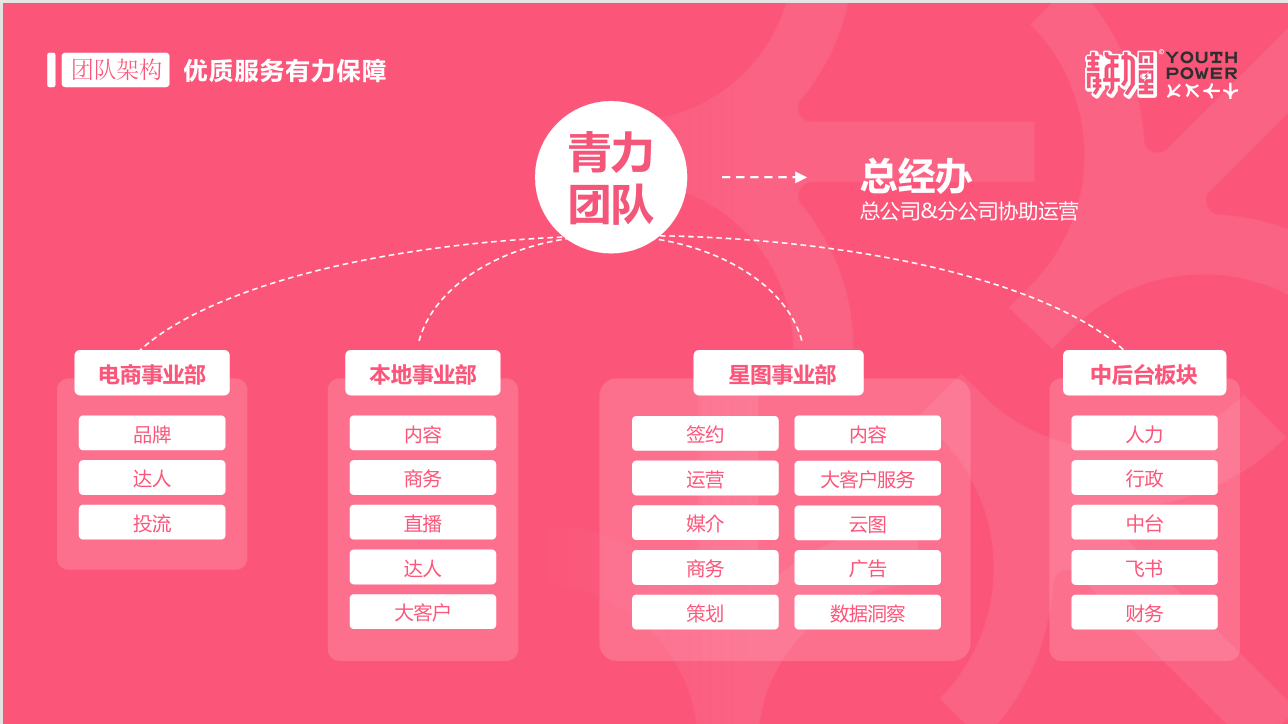 团队架构 优质服务有力保障
青年力量® YOUTH
POWER
青力
团队
总经办
总公司&分公司协助运营
电商事业部
品牌
达人
投流
本地事业部
内容
商务
直播
达人
大客户
星图事业部
签约 内容
运营 大客户服务
媒介 云图
商务 广告
策划 数据洞察
中后台板块
人力
行政
中台
飞书
财务